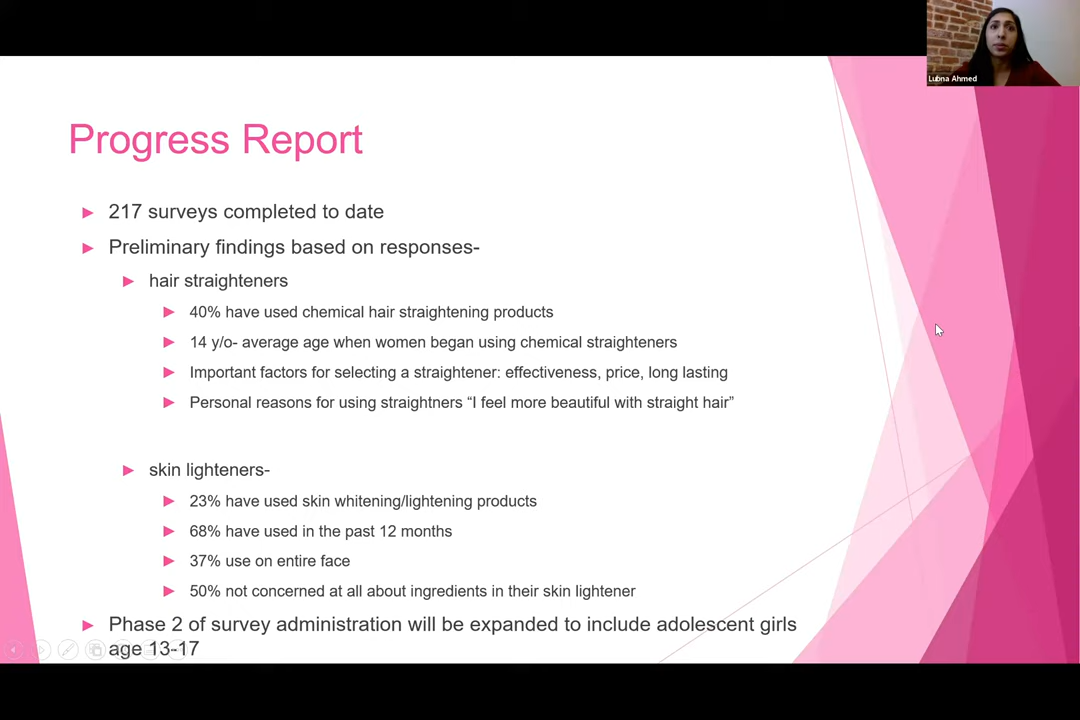 Lubna Ahmed
Progress Report
217 surveys completed to date
Preliminary findings based on responses-
hair straighteners
40% have used chemical hair straightening products
14 y/o- average age when women began using chemical straighteners
Important factors for selecting a straightener: effectiveness, price, long lasting
Personal reasons for using straightners “I feel more beautiful with straight hair”
skin lighteners-
23% have used skin whitening/lightening products
68% have used in the past 12 months
37% use on entire face
50% not concerned at all about ingredients in their skin lightener
Phase 2 of survey administration will be expanded to include adolescent girls
age 13-17